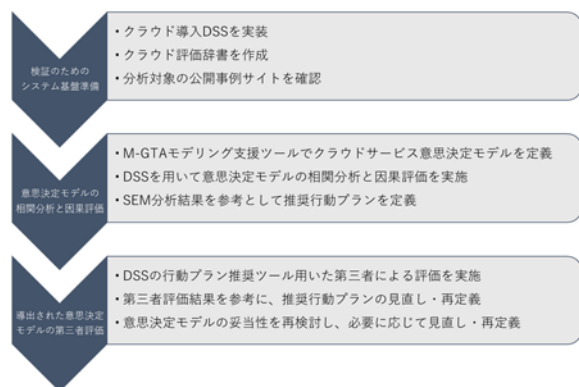 検証のための
システム基盤準備
• クラウド導入DSSを実装
• クラウド評価辞書を作成
• 分析対象の公開事例サイトを確認
意思決定モデルの
相関分析と因果評価
• M-GTAモデリング支援ツールでクラウドサービス意思決定モデルを定義
• DSSを用いて意思決定モデルの相関分析と因果評価を実施
• SEM分析結果を参考として推奨行動プランを定義
導出された意思決定
モデルの第三者評価
• DSSの行動プラン推奨ツール用いた第三者による評価を実施
• 第三者評価結果を参考に、推奨行動プランの見直し・再定義
• 意思決定モデルの妥当性を再検討し、必要に応じて見直し・再定義